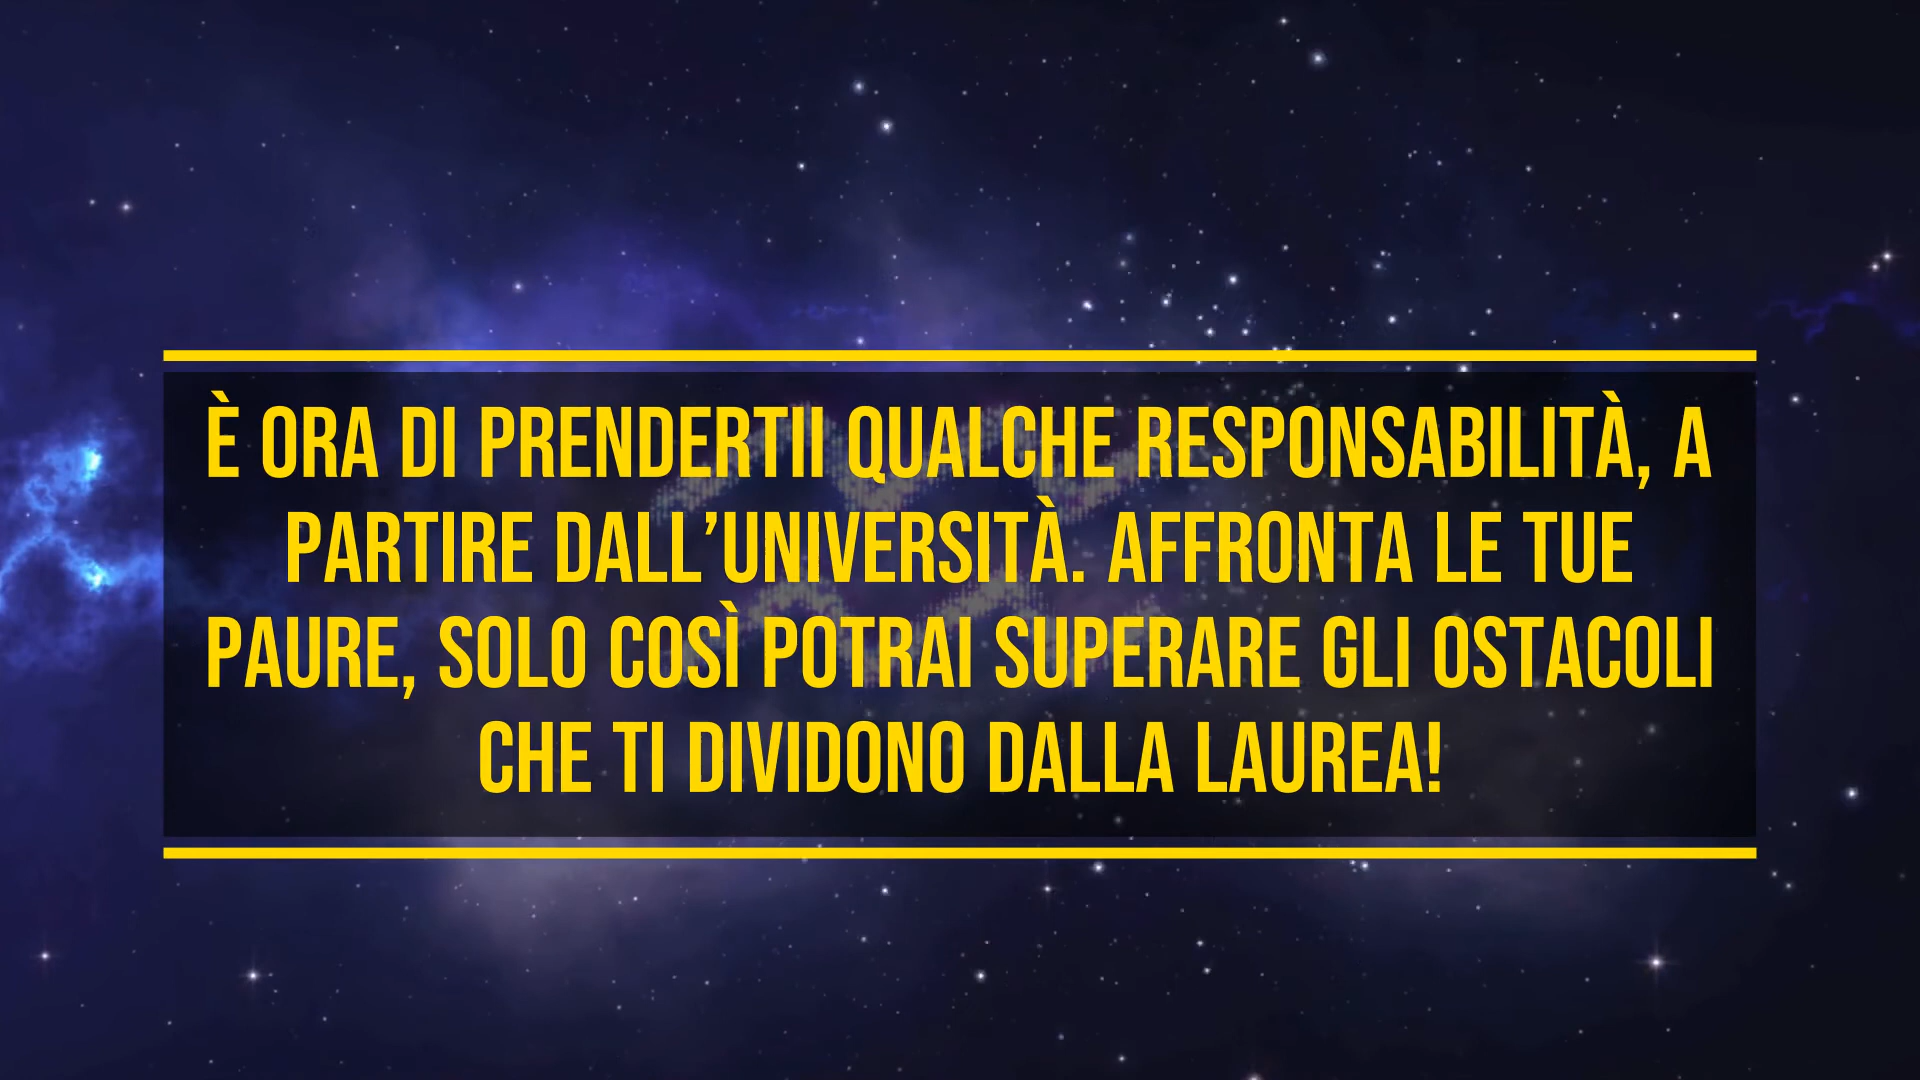 È ORA DI PRENDERTII QUALCHE RESPONSABILITÀ, A
PARTIRE DALL’UNIVERSITÀ. AFFRONTA LE TUE
PAURE, SOLO COSÌ POTRAI SUPERARE GLI OSTACOLI
CHE TI DIVIDONO DALLA LAUREA!